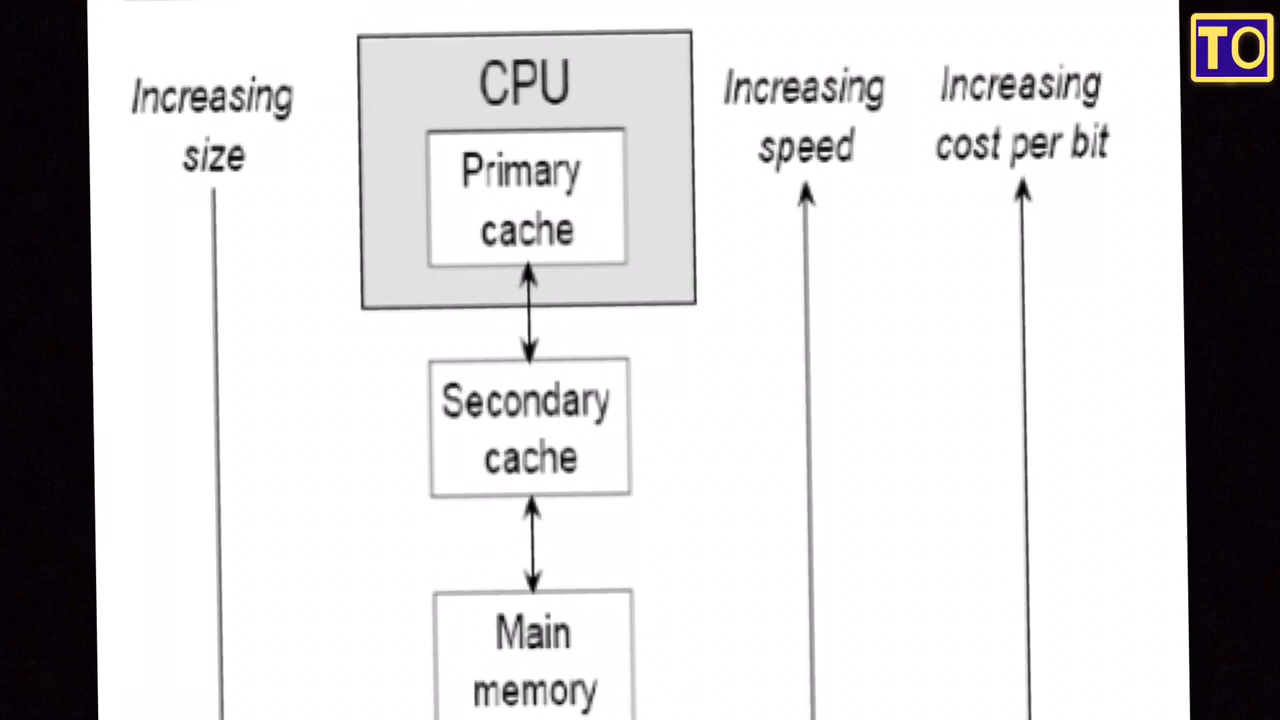 TO
Increasing
size
CPU
Primary
cache
Increasing
speed
Increasing
cost per bit
Secondary
cache
Main
memory